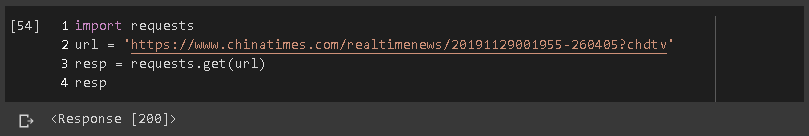 [54] 1 import requests
2 url = 'https://www.chinatimes.com/realtimenews/20191129001955-260405?chdtv'
3 resp = requests.get(url)
4 resp
<Response [200]>